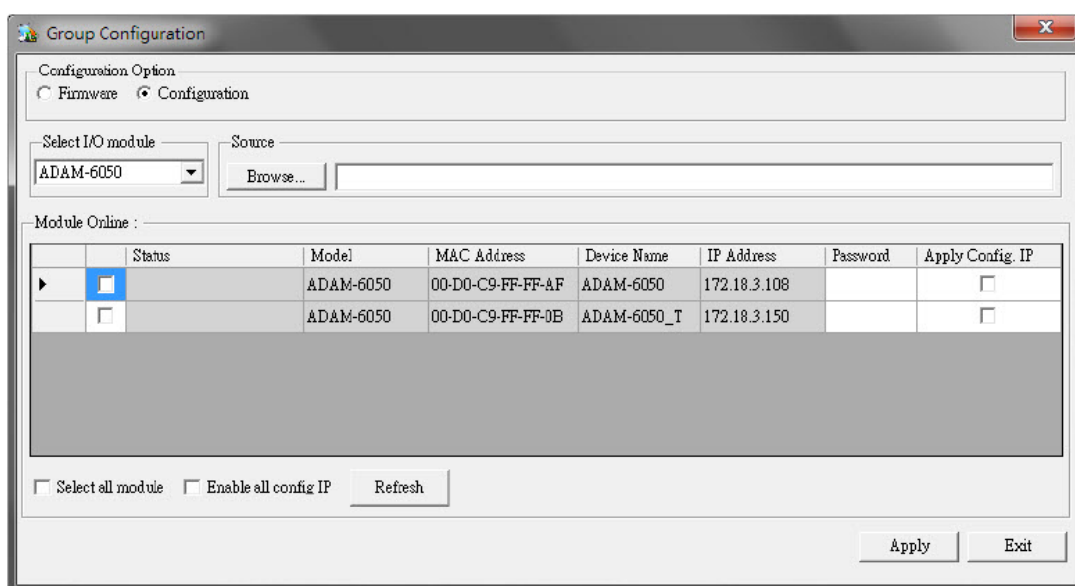 Group Configuration
Configuration Option
Firmware Configuration
Select I/O module Source
ADAM-6050 Browse...
Module Online :
Status Model MAC Address Device Name IP Address Password Apply Config. IP
ADAM-6050 00-D0-C9-FF-FF-AF ADAM-6050 172.18.3.108
ADAM-6050 00-D0-C9-FF-FF-0B ADAM-6050_T 172.18.3.150
Select all module Enable all config IP Refresh
Apply Exit